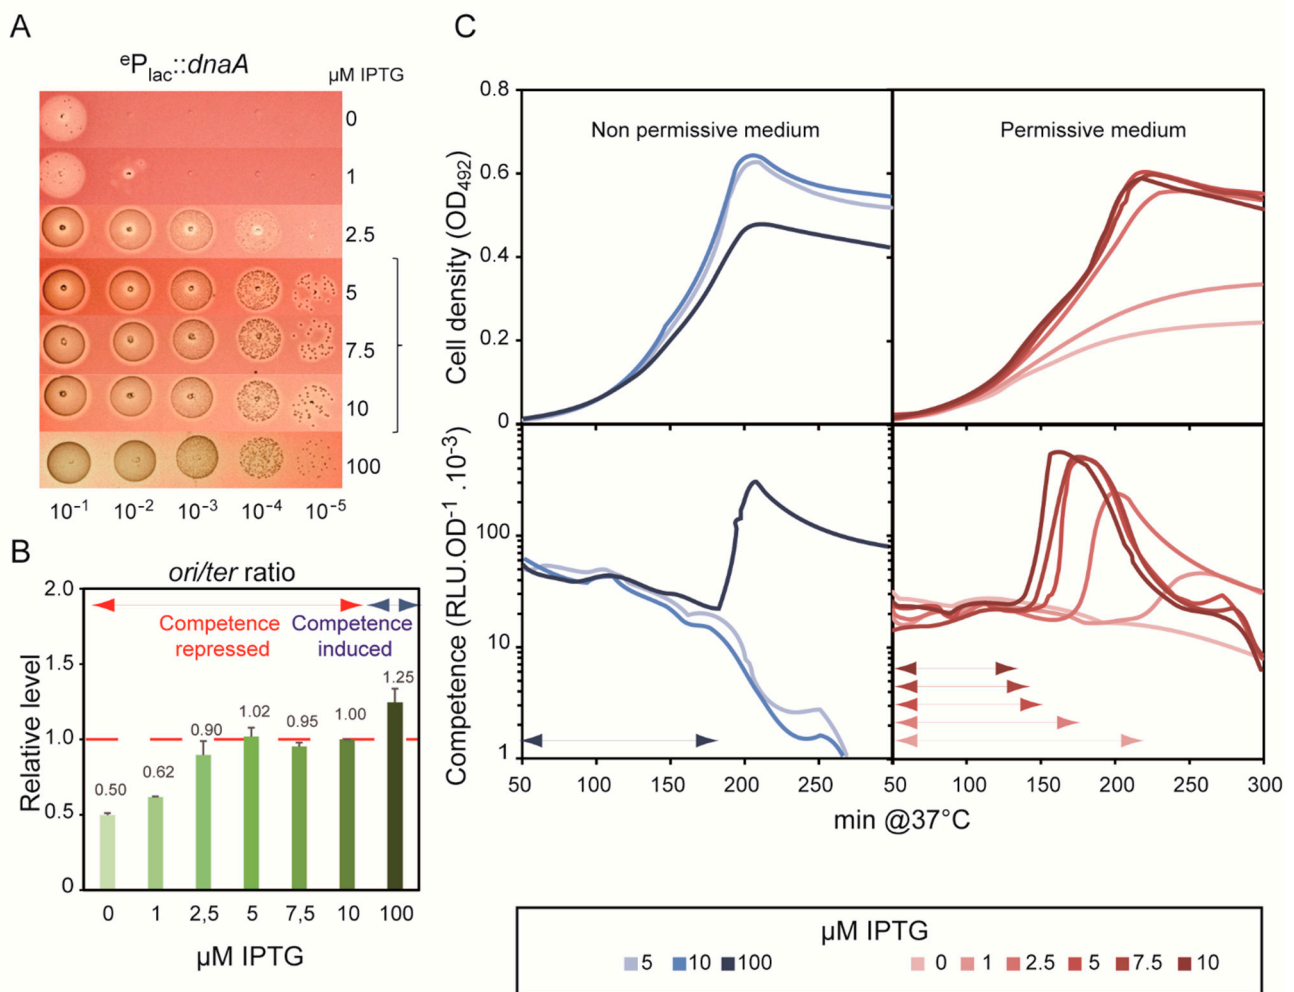 A
ePlac::dnaA
µM IPTG
0
1
2.5
5
7.5
10
100
10-1 10-2 10-3 10-4 10-5
B
ori/ter ratio
Relative level
2.0
1.5
1.0
0.5
0
Competence
repressed
Competence
induced
0.50
0.62
0.90
1.02
0.95
1.00
1.25
0 1 2,5 5 7,5 10 100
µM IPTG
C
Cell density (OD492)
0.8
0.6
0.4
0.2
0
Non permissive medium
Permissive medium
Competence (RLU.OD-1 .10-3)
100
10
1
50 100 150 200 250 50 100 150 200 250 300
min @37°C
µM IPTG
5 10 100 0 1 2.5 5 7.5 10